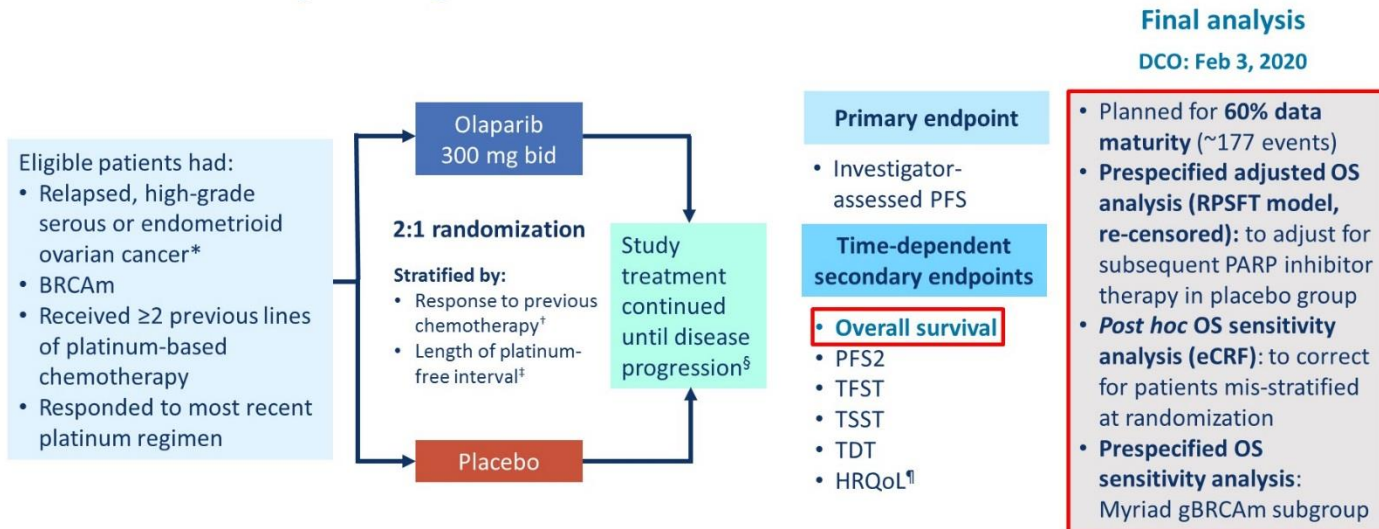 Eligible patients had:
• Relapsed, high-grade
serous or endometrioid
ovarian cancer*
• BRCAm
• Received ≥2 previous lines
of platinum-based
chemotherapy
• Responded to most recent
platinum regimen
Olaparib
300 mg bid
2:1 randomization
Stratified by:
• Response to previous
chemotherapy†
• Length of platinum-
free interval‡
Placebo
Study
treatment
continued
until disease
progression§
Primary endpoint
• Investigator-
assessed PFS
Time-dependent
secondary endpoints
• Overall survival
• PFS2
• TFST
• TSST
• TDT
• HRQoL¶
Final analysis
DCO: Feb 3, 2020
• Planned for 60% data
maturity (~177 events)
• Prespecified adjusted OS
analysis (RPSFT model,
re-censored): to adjust for
subsequent PARP inhibitor
therapy in placebo group
• Post hoc OS sensitivity
analysis (eCRF): to correct
for patients mis-stratified
at randomization
• Prespecified OS
sensitivity analysis:
Myriad gBRCAm subgroup